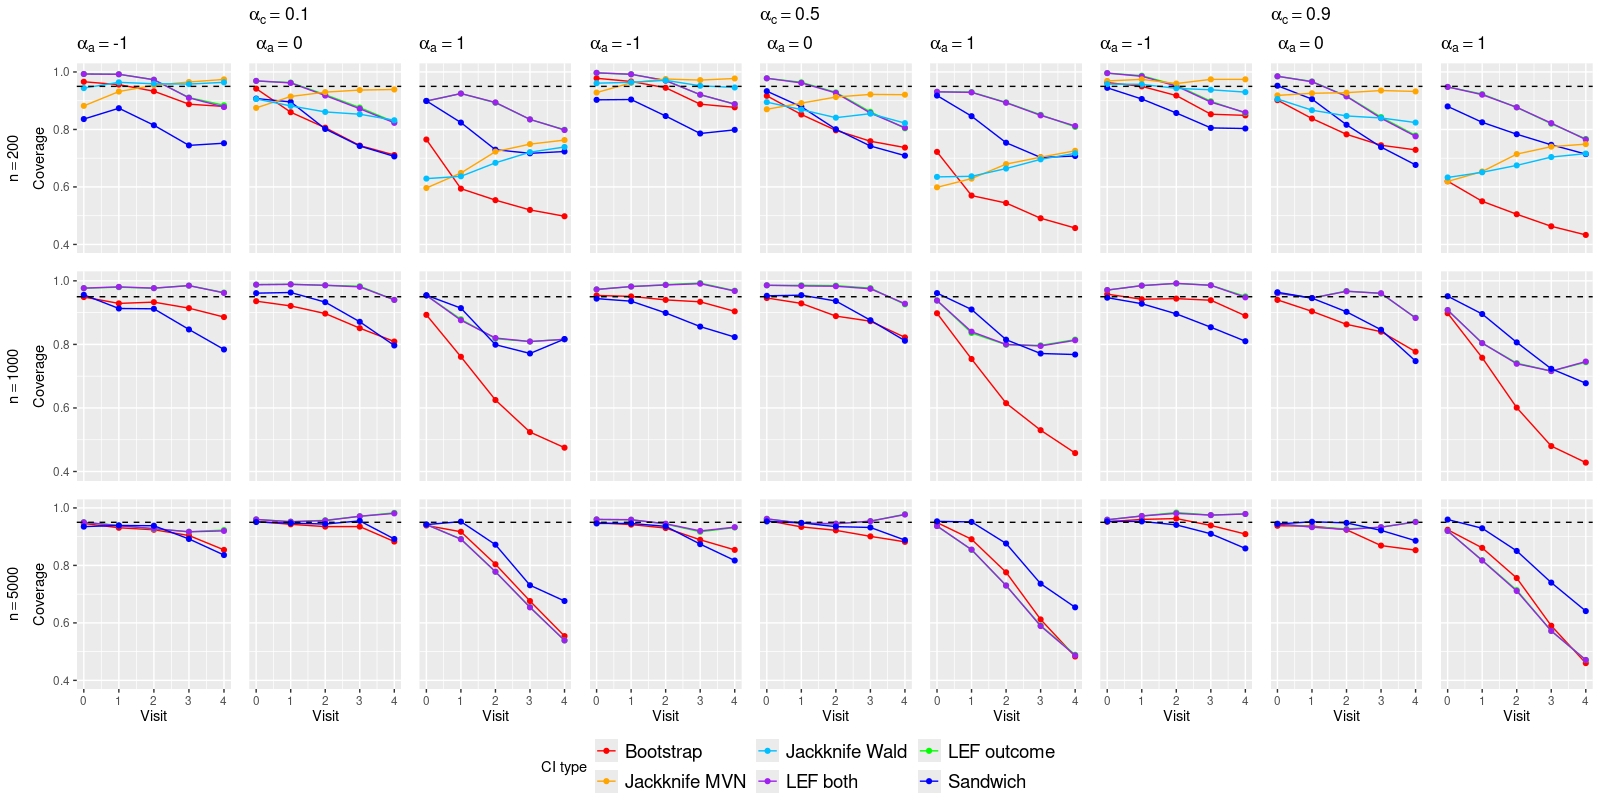 αc = 0.1 αc = 0.5 αc = 0.9
αa = -1 αa = 0 αa = 1 αa = -1 αa = 0 αa = 1 αa = -1 αa = 0 αa = 1
n = 200
Coverage
1.0
0.8
0.6
0.4
n = 1000
Coverage
1.0
0.8
0.6
0.4
n = 5000
Coverage
1.0
0.8
0.6
0.4
0 1 2 3 4 0 1 2 3 4 0 1 2 3 4 0 1 2 3 4 0 1 2 3 4 0 1 2 3 4 0 1 2 3 4 0 1 2 3 4 0 1 2 3 4
Visit Visit Visit Visit Visit Visit Visit Visit Visit
CI type
Bootstrap Jackknife Wald LEF outcome
Jackknife MVN LEF both Sandwich